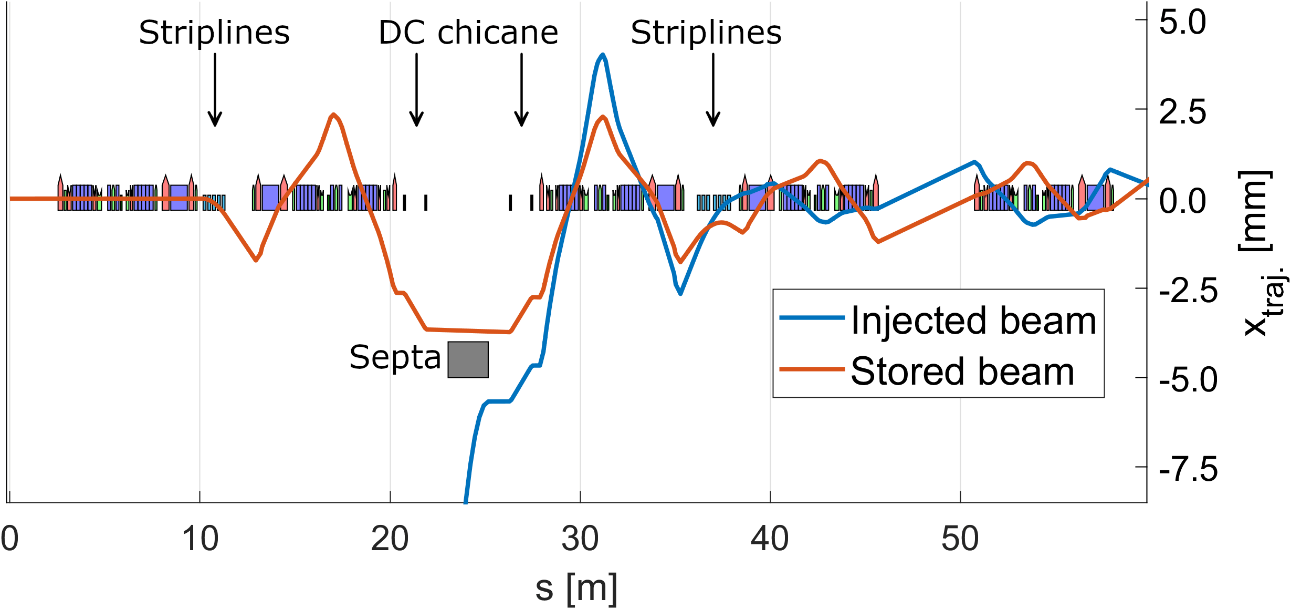 Striplines DC chicane Striplines
5.0
2.5
0.0
-2.5
-5.0
-7.5
x_traj. [mm]
Septa
Injected beam
Stored beam
0 10 20 30 40 50
s [m]